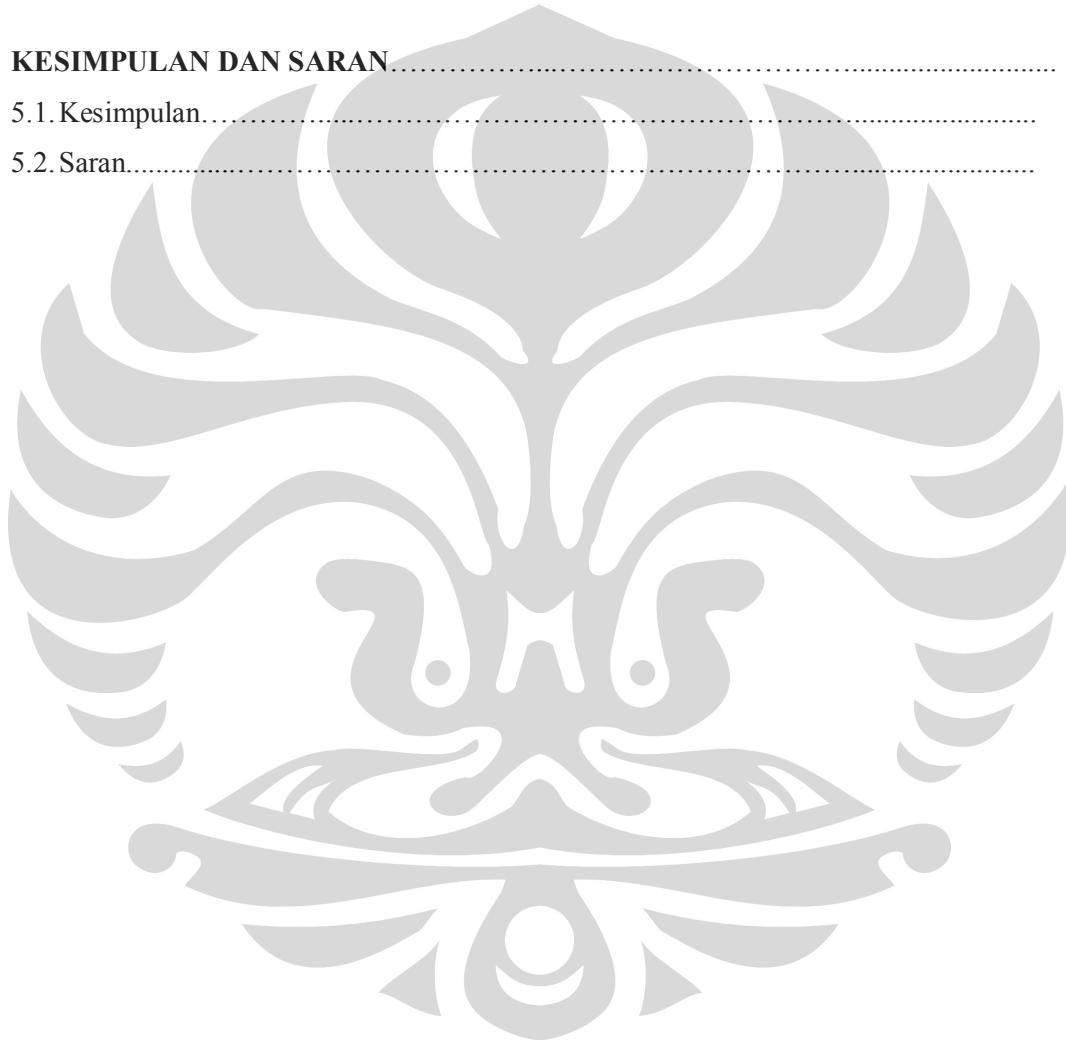 KESIMPULAN DAN SARAN……………...……………………………...........................
5.1. Kesimpulan……………………………………………………….........................
5.2. Saran...............……………………………………………………........................